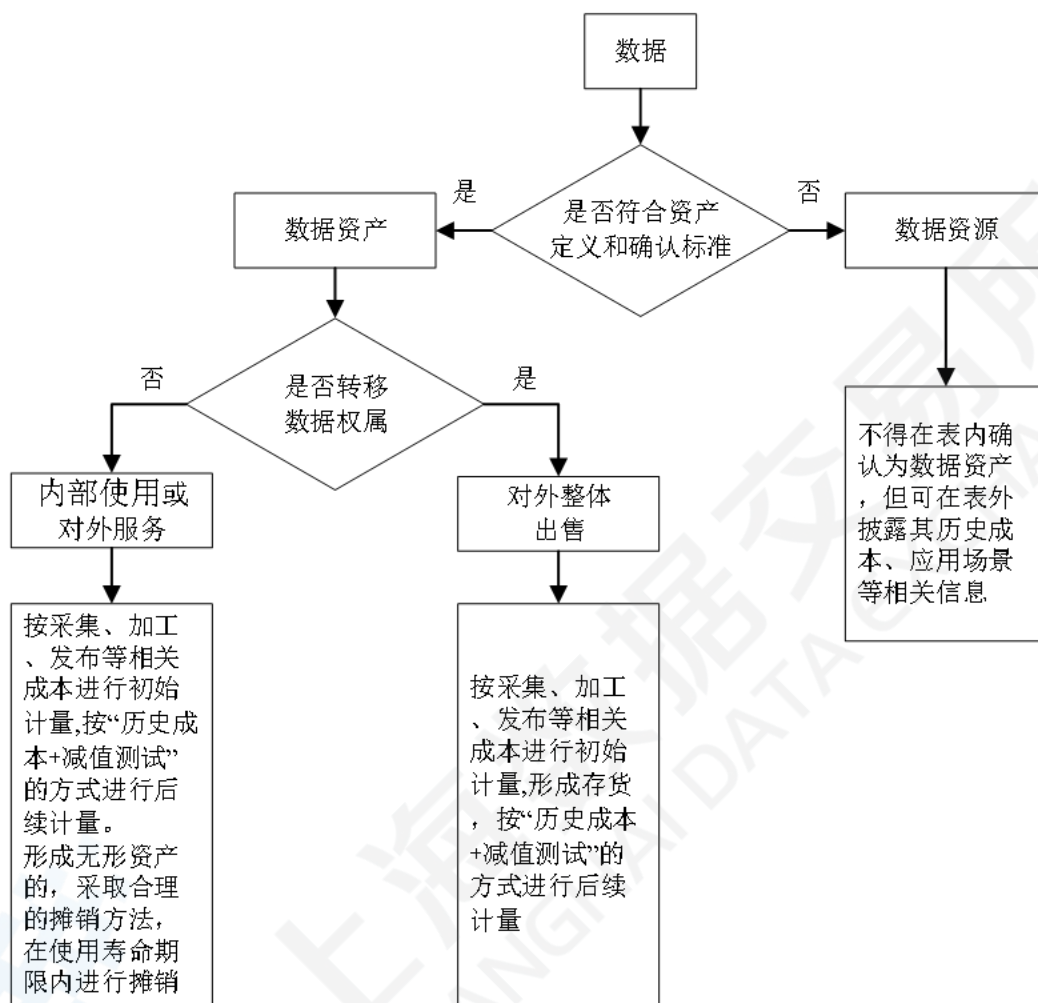 数据
是
否
是否符合资产
定义和确认标准
数据资产
数据资源
否
是
是否转移
数据权属
不得在表内确
认为数据资产
，但可在表外
披露其历史成
本、应用场景
等相关信息
内部使用或
对外服务
对外整体
出售
按采集、加工
、发布等相关
成本进行初始
计量,按“历史成
本+减值测试”
的方式进行后
续计量。
形成无形资产
的，采取合理
的摊销方法，
在使用寿命期
限内进行摊销
按采集、加工
、发布等相关
成本进行初始
计量,形成存货
，按“历史成本
+减值测试”的
方式进行后续
计量
上海数据交易所